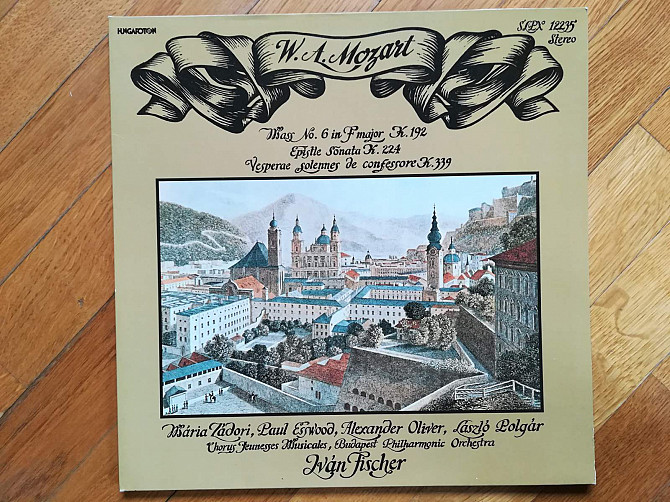 HUNGAROTON
SLPX 12235
Stereo
W. A. Mozart
Mass No. 6 in F major, K. 192
Epistle Sonata K. 224
Vesperae solennes de confessore K. 339
Mária Zádori, Paul Esswood, Alexander Oliver, László Polgár
Chorus Jeunesses Musicales, Budapest Philharmonic Orchestra
Iván Fischer